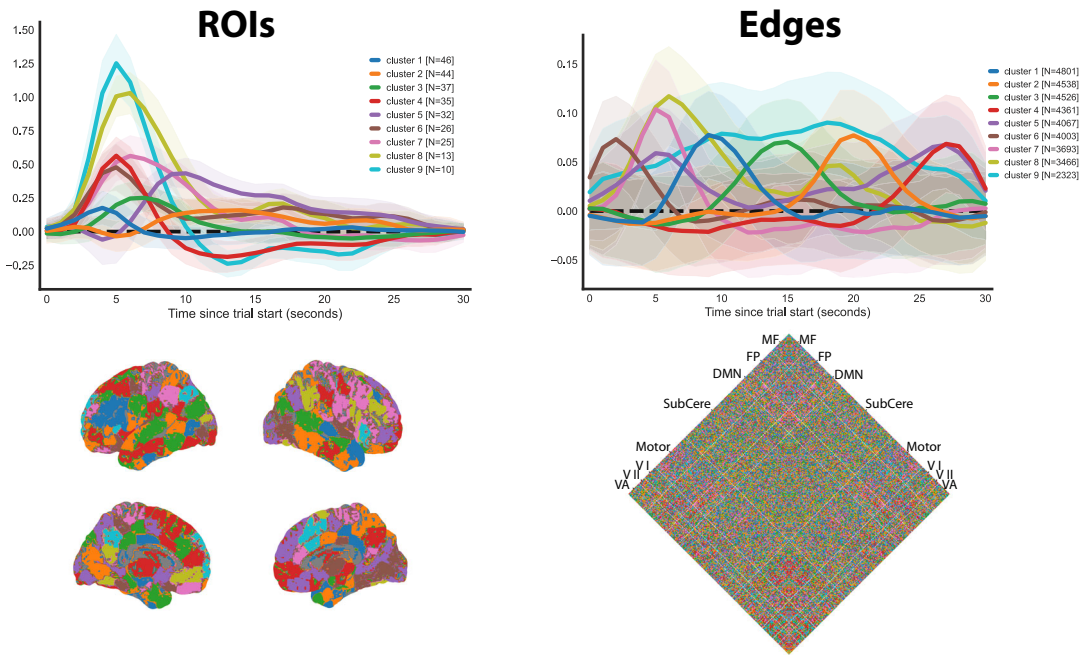 ROIs
1.50
1.25
1.00
0.75
0.50
0.25
0.00
−0.25
0
5
10
15
20
25
30
Time since trial start (seconds)
cluster 1 [N=46]
cluster 2 [N=44]
cluster 3 [N=37]
cluster 4 [N=35]
cluster 5 [N=32]
cluster 6 [N=26]
cluster 7 [N=25]
cluster 8 [N=13]
cluster 9 [N=10]
Edges
0.15
0.10
0.05
0.00
−0.05
0
5
10
15
20
25
30
Time since trial start (seconds)
cluster 1 [N=4801]
cluster 2 [N=4538]
cluster 3 [N=4526]
cluster 4 [N=4361]
cluster 5 [N=4067]
cluster 6 [N=4003]
cluster 7 [N=3693]
cluster 8 [N=3466]
cluster 9 [N=2323]
MF MF
FP FP
DMN DMN
SubCere SubCere
Motor Motor
V I V I
V II V II
VA VA